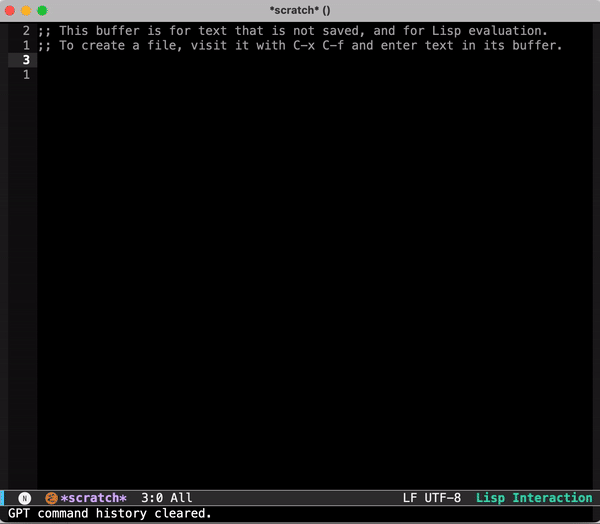 *scratch* ()
2 ;; This buffer is for text that is not saved, and for Lisp evaluation.
1 ;; To create a file, visit it with C-x C-f and enter text in its buffer.
3
1
N *scratch* 3:0 All LF UTF-8 Lisp Interaction
GPT command history cleared.